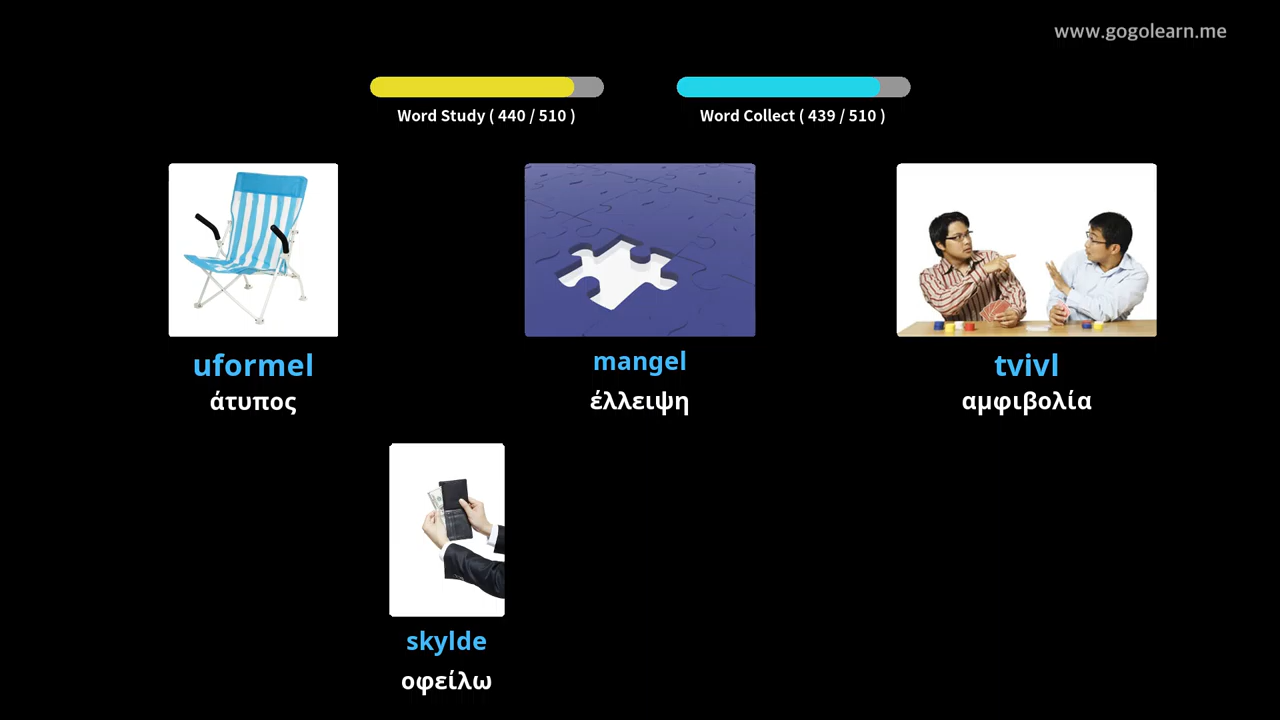 www.gogolearn.me
Word Study ( 440 / 510 )
Word Collect ( 439 / 510 )
uformel
άτυπος
mangel
έλλειψη
tvivl
αμφιβολία
skylde
οφείλω